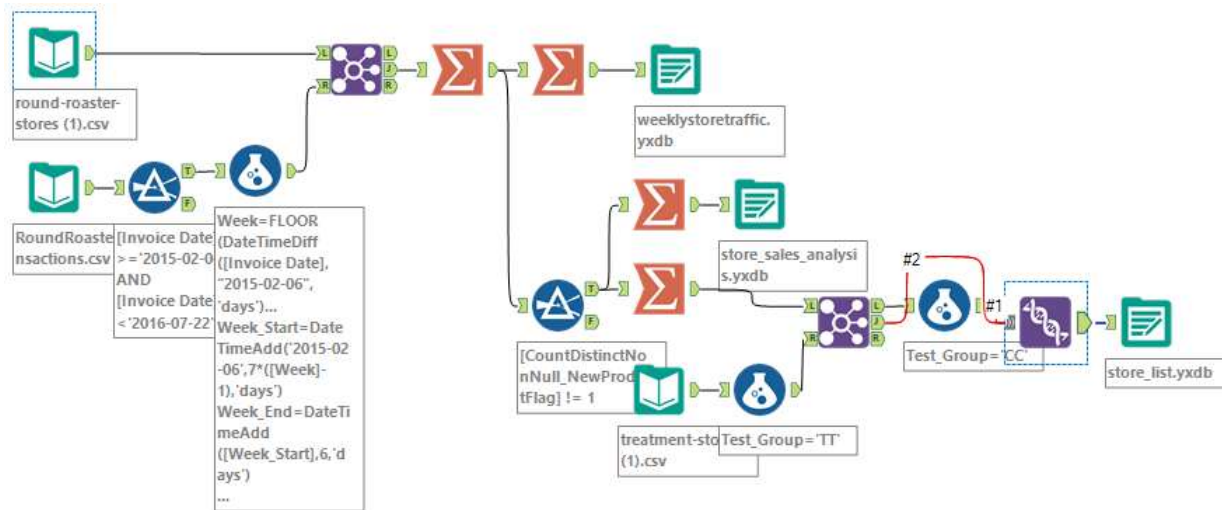 round-roaster-
stores (1).csv
weeklystoretraffic.
yxdb
RoundRoaste
nsactions.csv
[Invoice Date]
>='2015-02-0
AND
[Invoice Date]
<'2016-07-22'
Week=FLOOR
(DateTimeDiff
([Invoice Date],
"2015-02-06",
'days')...
Week_Start=Date
TimeAdd('2015-02
-06',7*([Week]-
1),'days')
Week_End=DateTi
meAdd
([Week_Start],6,'d
ays')
...
store_sales_analysi
s.yxdb
[CountDistinctNo
nNull_NewProd
tFlag] != 1
treatment-sto
(1).csv
Test_Group='TT'
#2
#1
Test_Group='CC'
store_list.yxdb
L
R
L
J
R
T
F
T
F
L
R
L
J
R